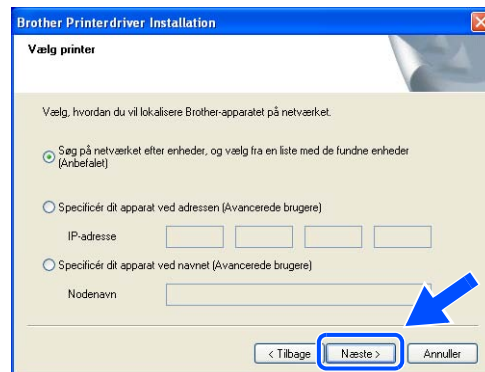 Brother Printerdriver Installation
Vælg printer
Vælg, hvordan du vil lokalisere Brother-apparatet på netværket.
Søg på netværket efter enheder, og vælg fra en liste med de fundne enheder
(Anbefalet)
Specificér dit apparat ved adressen (Avancerede brugere)
IP-adresse
Specificér dit apparat ved navnet (Avancerede brugere)
Nodenavn
< Tilbage Næste > Annuller